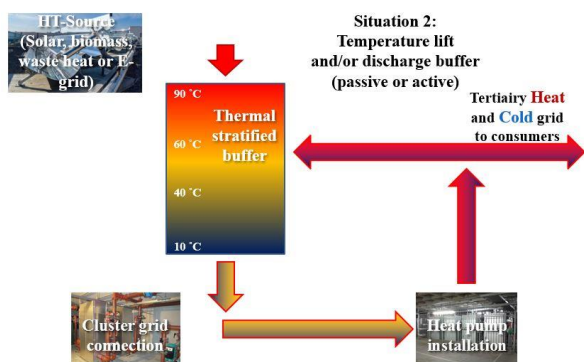 HT-Source
(Solar, biomass,
waste heat or E-
grid)
Situation 2:
Temperature lift
and/or discharge buffer
(passive or active)
Tertiairy Heat
and Cold grid
to consumers
90 ˚C
Thermal
stratified
buffer
60 ˚C
40 ˚C
10 ˚C
Cluster grid
connection
Heat pump
installation